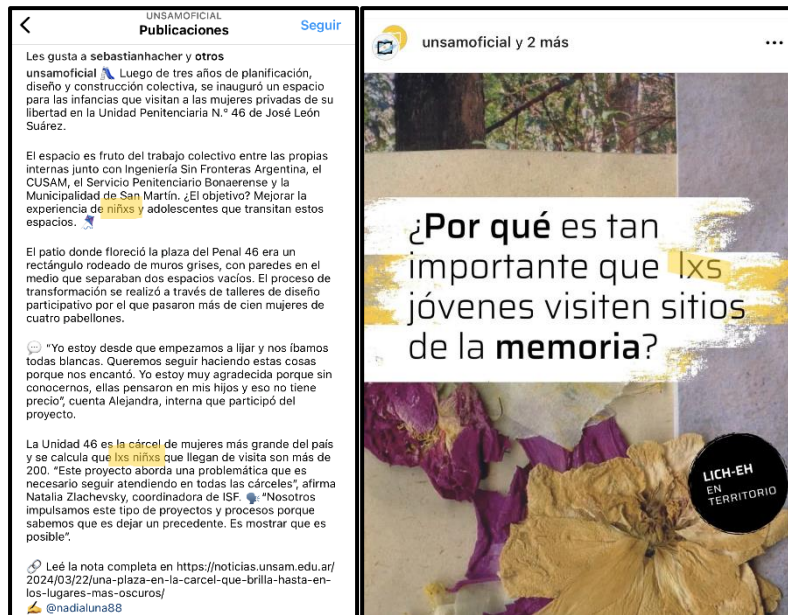 UNSAMOFICIAL
Publicaciones
Seguir
Les gusta a sebastianhacher y otros
unsamoficial Luego de tres años de planificación,
diseño y construcción colectiva, se inauguró un espacio
para las infancias que visitan a las mujeres privadas de su
libertad en la Unidad Penitenciaria N.º 46 de José León
Suárez.
El espacio es fruto del trabajo colectivo entre las propias
internas junto con Ingeniería Sin Fronteras Argentina, el
CUSAM, el Servicio Penitenciario Bonaerense y la
Municipalidad de San Martín. ¿El objetivo? Mejorar la
experiencia de niñxs y adolescentes que transitan estos
espacios.
El patio donde floreció la plaza del Penal 46 era un
rectángulo rodeado de muros grises, con paredes en el
medio que separaban dos espacios vacíos. El proceso de
transformación se realizó a través de talleres de diseño
participativo por el que pasaron más de cien mujeres de
cuatro pabellones.
💬 “Yo estoy desde que empezamos a lijar y nos íbamos
todas blancas. Queremos seguir haciendo estas cosas
porque nos encantó. Yo estoy muy agradecida porque sin
conocernos, ellas pensaron en mis hijos y eso no tiene
precio”, cuenta Alejandra, interna que participó del
proyecto.
La Unidad 46 es la cárcel de mujeres más grande del país
y se calcula que lxs niñxs que llegan de visita son más de
200. “Este proyecto aborda una problemática que es
necesario seguir atendiendo en todas las cárceles”, afirma
Natalia Zlachevsky, coordinadora de ISF. 🗣️“Nosotros
impulsamos este tipo de proyectos y procesos porque
sabemos que es dejar un precedente. Es mostrar que es
posible”.
🔗 Leé la nota completa en https://noticias.unsam.edu.ar/
2024/03/22/una-plaza-en-la-carcel-que-brilla-hasta-en-
los-lugares-mas-oscuros/
✍️ @nadialuna88
unsamoficial y 2 más
¿Por qué es tan
importante que lxs
jóvenes visiten sitios
de la memoria?
LICH-EH
EN
TERRITORIO